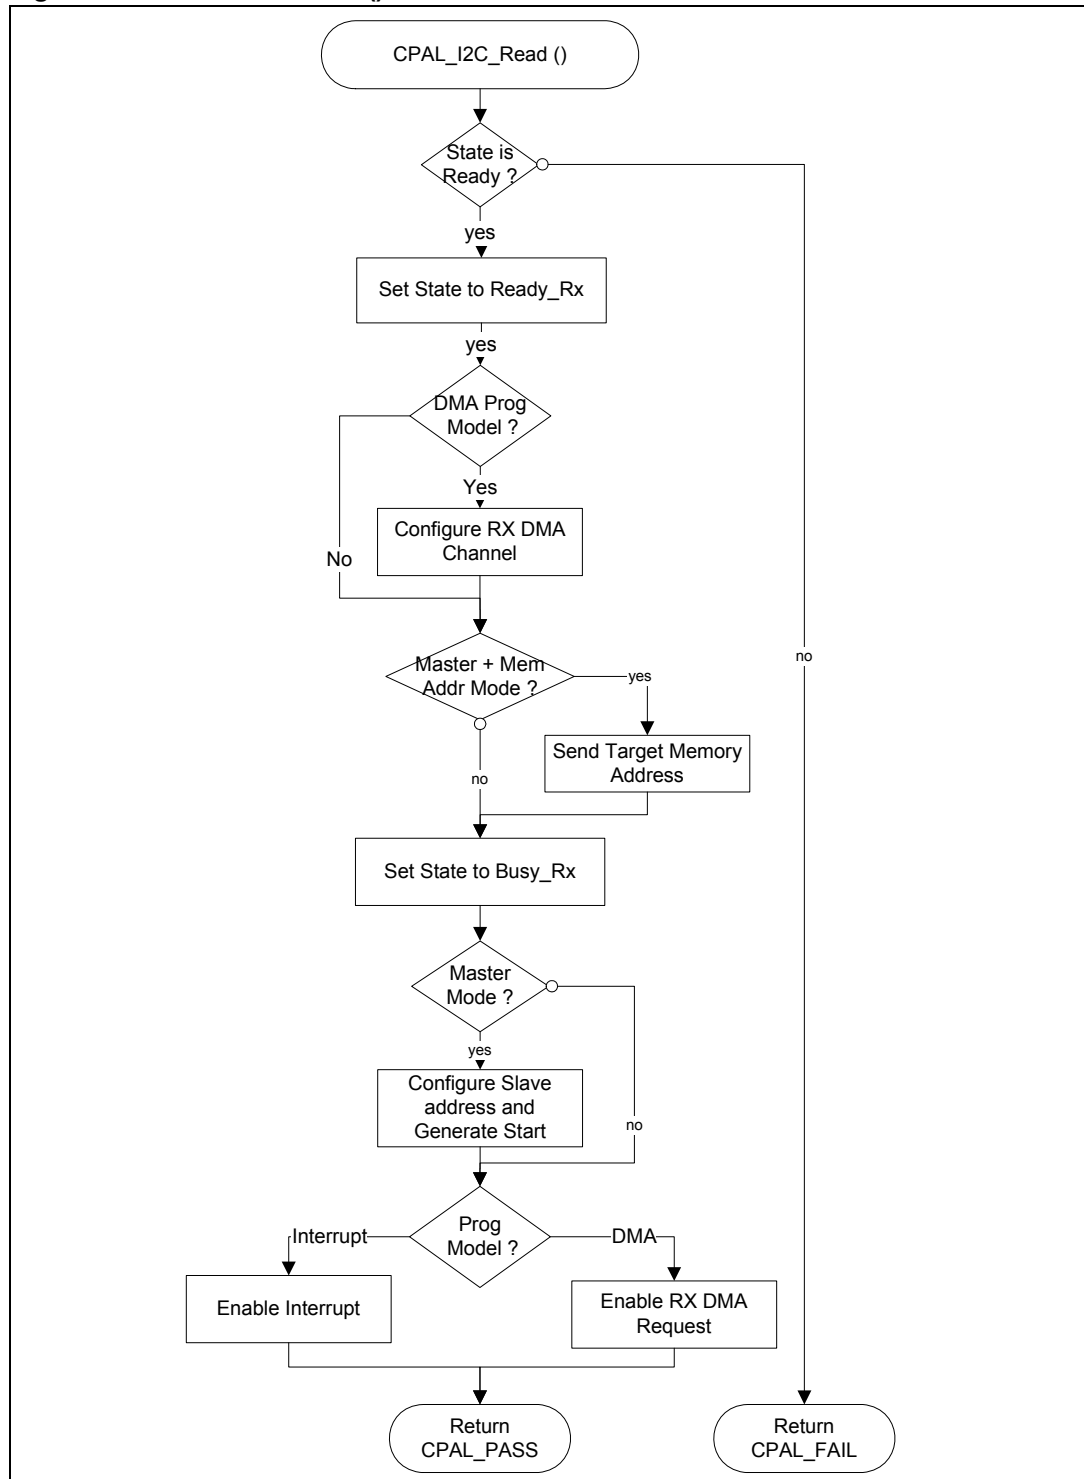 CPAL_I2C_Read ()
State is
Ready ?
yes
Set State to Ready_Rx
yes
DMA Prog
Model ?
Yes
Configure RX DMA
Channel
No
Master + Mem
Addr Mode ?
yes
no
Send Target Memory
Address
no
Set State to Busy_Rx
Master
Mode ?
yes
Configure Slave
address and
Generate Start
no
Prog
Model ?
Interrupt
DMA
Enable Interrupt
Enable RX DMA
Request
Return
CPAL_PASS
Return
CPAL_FAIL